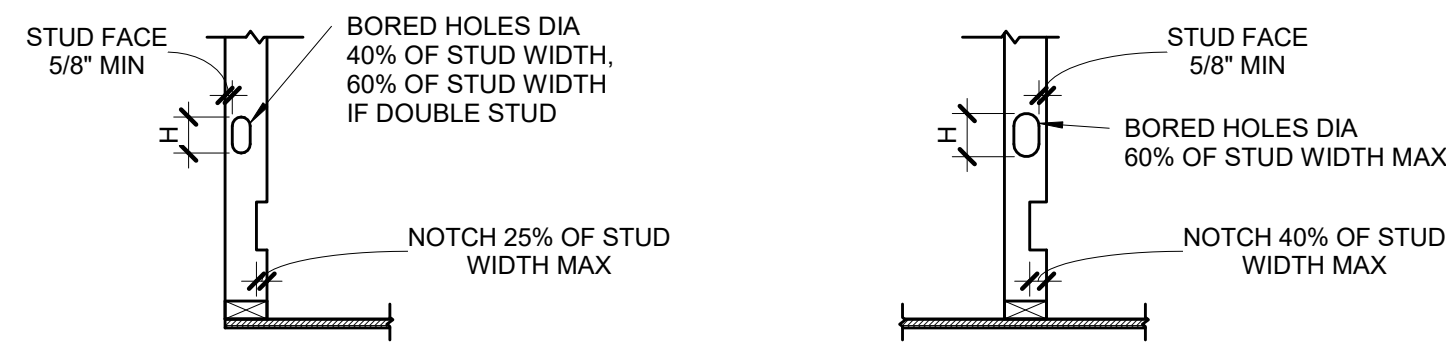 STUD FACE
5/8" MIN
BORED HOLES DIA
40% OF STUD WIDTH,
60% OF STUD WIDTH
IF DOUBLE STUD
H
NOTCH 25% OF STUD
WIDTH MAX
STUD FACE
5/8" MIN
H
BORED HOLES DIA
60% OF STUD WIDTH MAX
NOTCH 40% OF STUD
WIDTH MAX